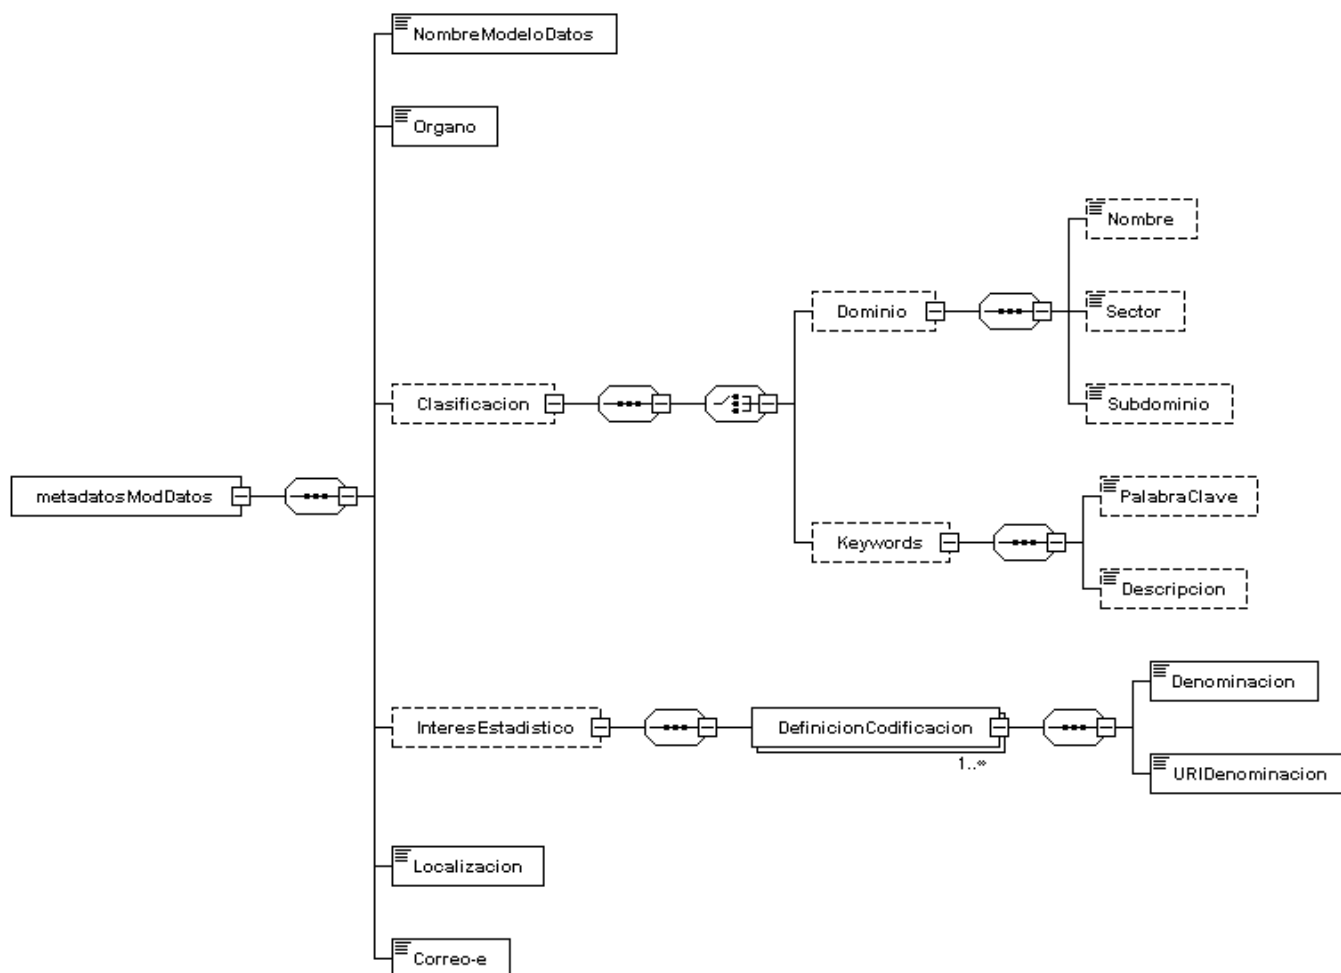 NombreModeloDatos
Organo
Nombre
Dominio
Sector
Clasificacion
Subdominio
metadatosModDatos
PalabraClave
Keywords
Descripcion
Denominacion
InteresEstadistico
DefinicionCodificacion
1..∞
URIDenominacion
Localizacion
Correo-e